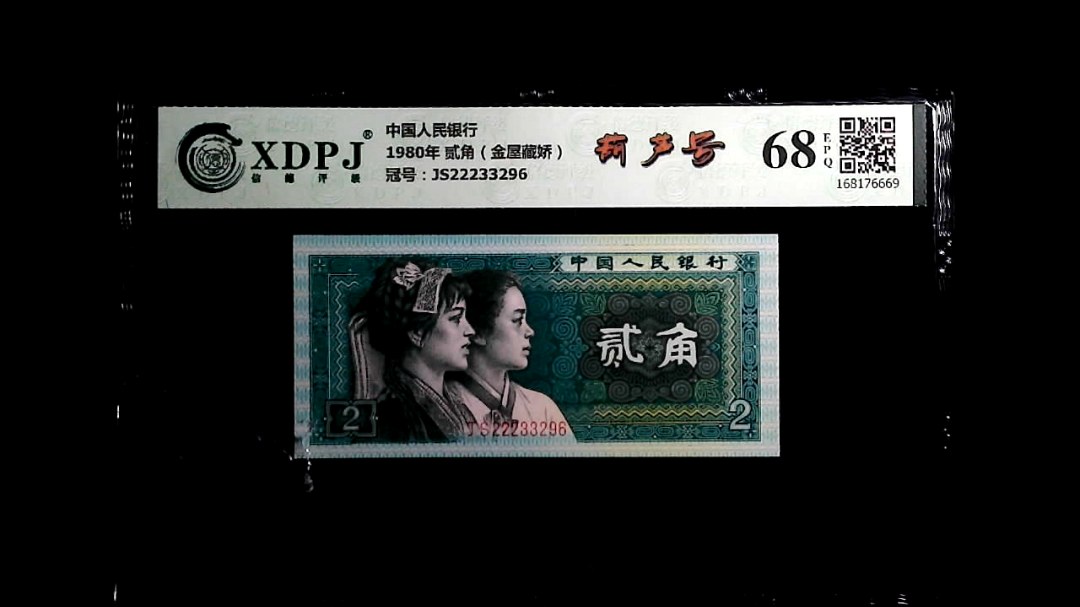 XDPJ®
信德评级
中国人民银行
1980年 贰角（金屋藏娇）
冠号：JS22233296
葫芦号
68
EPQ
168176669
中国人民银行
贰角
2
2
JS22233296